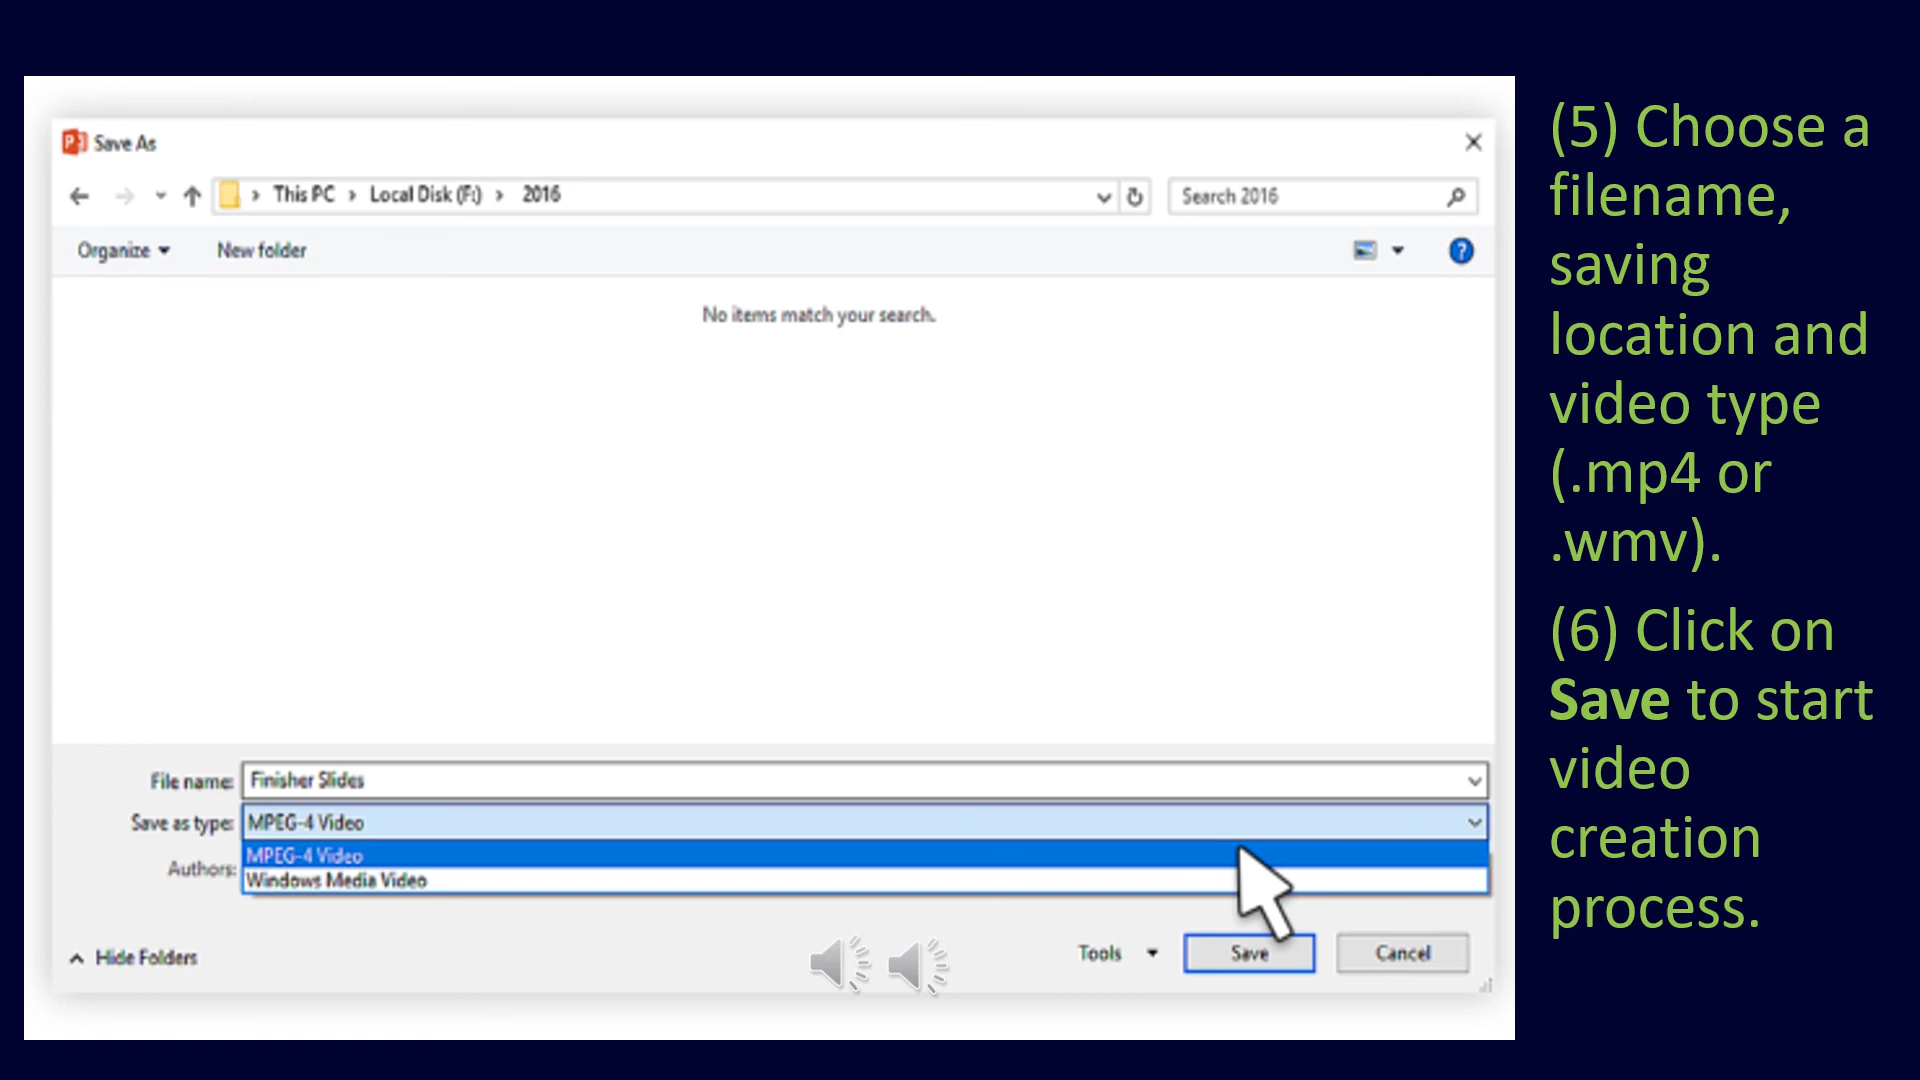 Save As
This PC > Local Disk (F:) > 2016
Search 2016
Organize
New folder
No items match your search.
File name: Finisher Slides
Save as type: MPEG-4 Video
MPEG-4 Video
Authors:
Windows Media Video
Hide Folders
Tools
Save
Cancel
(5) Choose a
filename,
saving
location and
video type
(.mp4 or
.wmv).
(6) Click on
Save to start
video
creation
process.